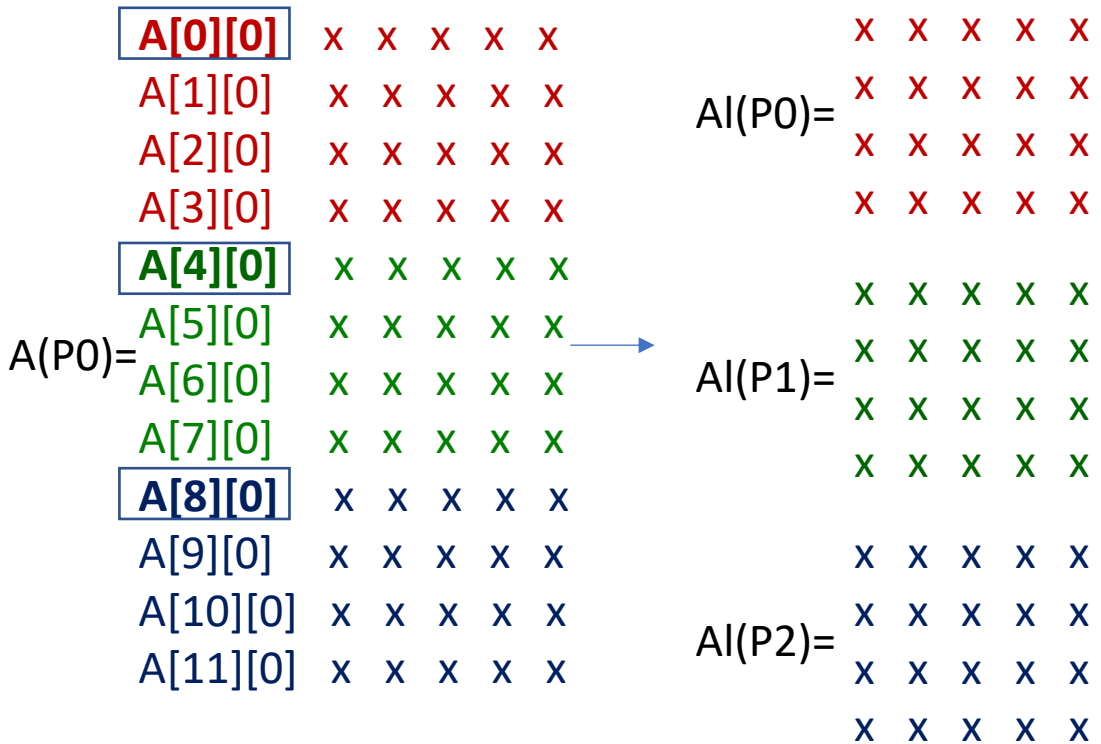 A[0][0] x x x x x
A[1][0] x x x x x
A[2][0] x x x x x
A[3][0] x x x x x
A[4][0] x x x x x
A[5][0] x x x x x
A(P0)=
A[6][0] x x x x x
A[7][0] x x x x x
A[8][0] x x x x x
A[9][0] x x x x x
A[10][0] x x x x x
A[11][0] x x x x x
x x x x x
x x x x x
Al(P0)=
x x x x x
x x x x x
x x x x x
x x x x x
Al(P1)=
x x x x x
x x x x x
x x x x x
x x x x x
Al(P2)=
x x x x x
x x x x x